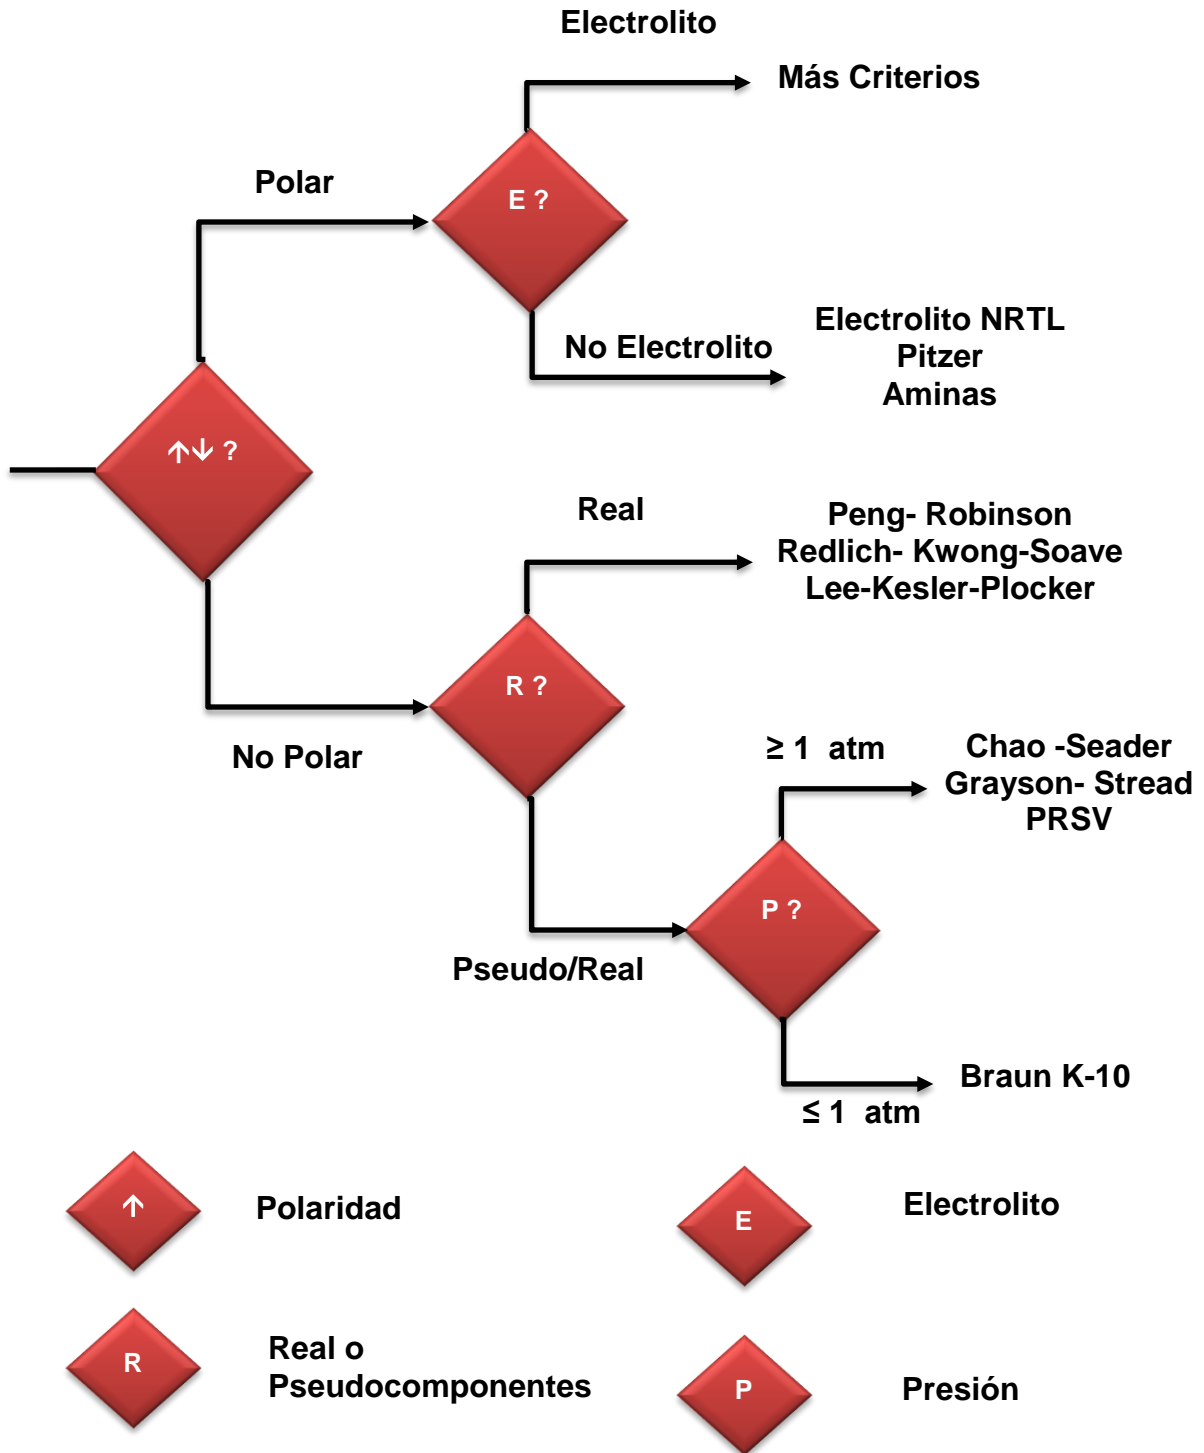 Electrolito
Más Criterios
Polar
E ?
No Electrolito
Electrolito NRTL
Pitzer
Aminas
↑↓ ?
Real
Peng- Robinson
Redlich- Kwong-Soave
Lee-Kesler-Plocker
R ?
No Polar
≥ 1 atm
Chao -Seader
Grayson- Stread
PRSV
P ?
Pseudo/Real
Braun K-10
≤ 1 atm
↑
Polaridad
E
Electrolito
R
Real o
Pseudocomponentes
P
Presión